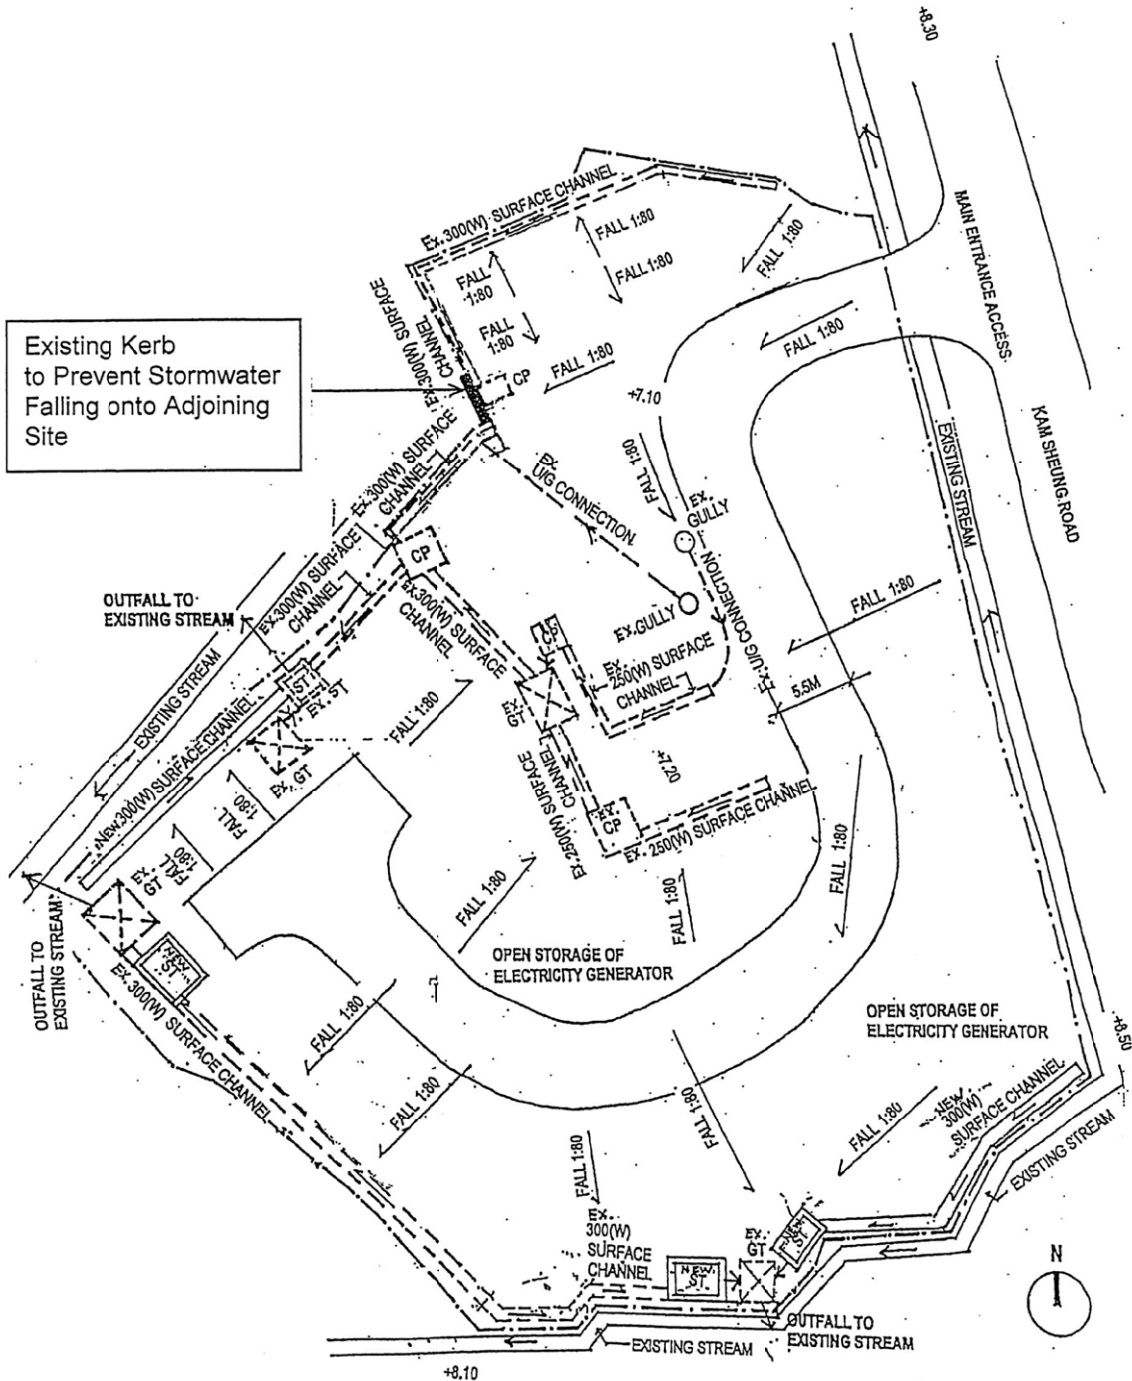 +8.30
Ex. 300(W) SURFACE CHANNEL
FALL 1:80
FALL 1:80
FALL 1:80
FALL 1:80
MAIN ENTRANCE ACCESS
FALL
1:80
FALL
1:80
Ex. 300(W) SURFACE
CHANNEL
Existing Kerb
to Prevent Stormwater
Falling onto Adjoining
Site
FALL 1:80
FALL 1:80
CP
+7.10
KAM SHEUNG ROAD
EXISTING STREAM
Ex. 300(W) SURFACE
CHANNEL
FALL 1:80
Ex.
U/G CONNECTION
Ex.
GULLY
CP
Ex. 300(W) SURFACE
CHANNEL
OUTFALL TO
EXISTING STREAM
Ex. 300(W) SURFACE
CHANNEL
Ex. GULLY
Ex. U/G CONNECTION
FALL 1:80
Ex.
250(W) SURFACE
CHANNEL
CP
EXISTING STREAM
ST
Ex. ST
Ex.
GT
5.5M
FALL 1:80
New 300(W) SURFACE CHANNEL
Ex. GT
+7.20
Ex. 250(W) SURFACE
CHANNEL
Ex.
CP
Ex. 250(W) SURFACE CHANNEL
FALL
1:80
FALL
1:80
FALL 1:80
Ex.
GT
FALL 1:80
FALL 1:80
OPEN STORAGE OF
ELECTRICITY GENERATOR
OUTFALL TO
EXISTING STREAM
NEW
ST
Ex. 300(W) SURFACE CHANNEL
FALL 1:80
OPEN STORAGE OF
ELECTRICITY GENERATOR
+8.50
FALL 1:80
FALL 1:80
FALL 1:80
NEW
300(W)
SURFACE CHANNEL
EXISTING STREAM
FALL 1:80
Ex.
300(W)
SURFACE
CHANNEL
Ex.
GT
NEW
ST
NEW
ST
N
OUTFALL TO
EXISTING STREAM
EXISTING STREAM
+8.10